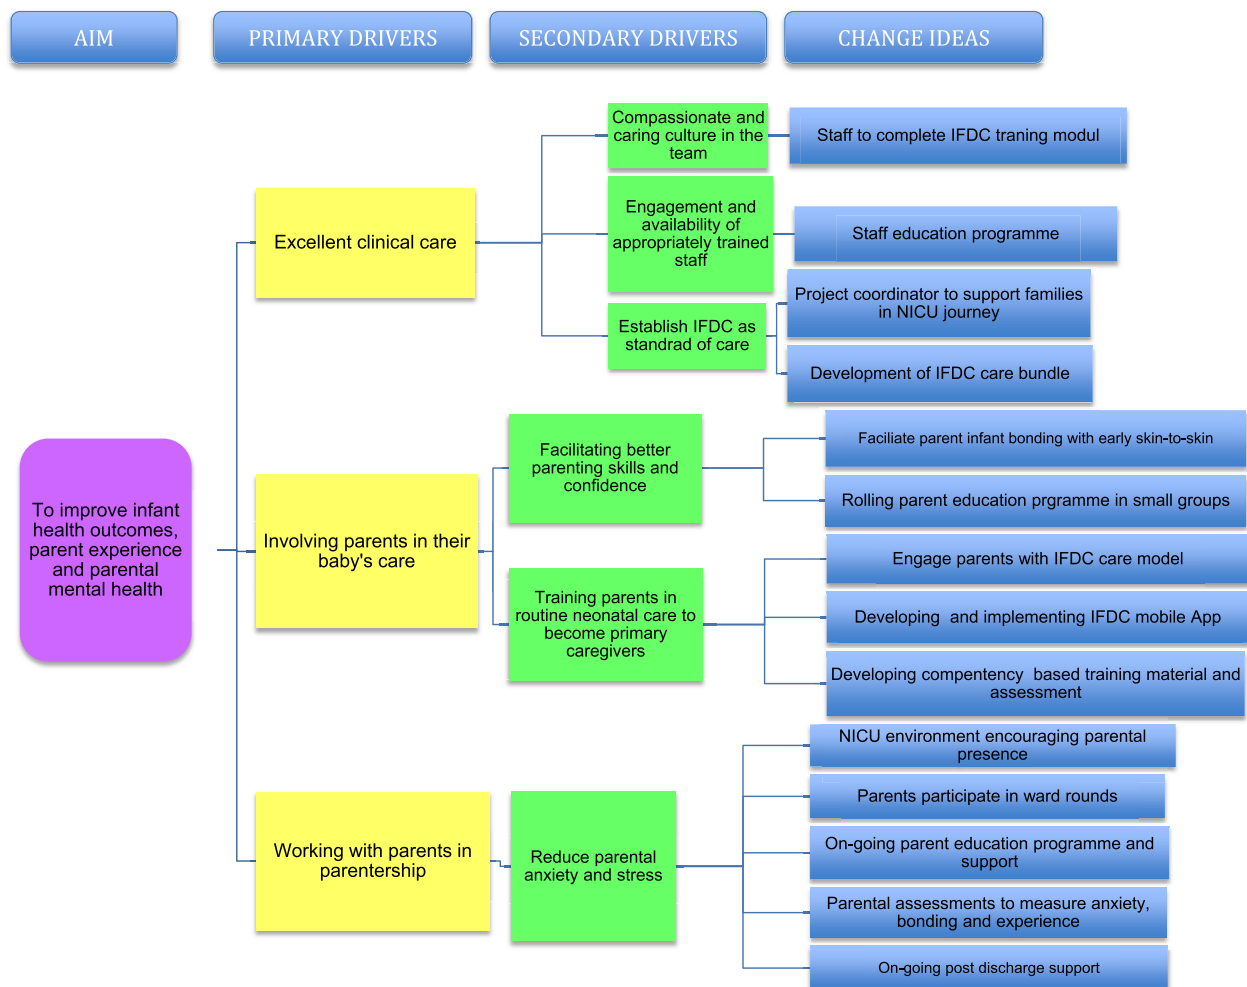 AIM
PRIMARY DRIVERS
SECONDARY DRIVERS
CHANGE IDEAS
Compassionate and
caring culture in the
team
Staff to complete IFDC traning modul
Excellent clinical care
Engagement and
availability of
appropriately trained
staff
Staff education programme
Establish IFDC as
standrad of care
Project coordinator to support families
in NICU journey
Development of IFDC care bundle
To improve infant
health outcomes,
parent experience
and parental
mental health
Involving parents in their
baby's care
Facilitating better
parenting skills and
confidence
Faciliate parent infant bonding with early skin-to-skin
Rolling parent education prgramme in small groups
Training parents in
routine neonatal care to
become primary
caregivers
Engage parents with IFDC care model
Developing and implementing IFDC mobile App
Developing compentency based training material and
assessment
Working with parents in
parentership
Reduce parental
anxiety and stress
NICU environment encouraging parental
presence
Parents participate in ward rounds
On-going parent education programme and
support
Parental assessments to measure anxiety,
bonding and experience
On-going post discharge support